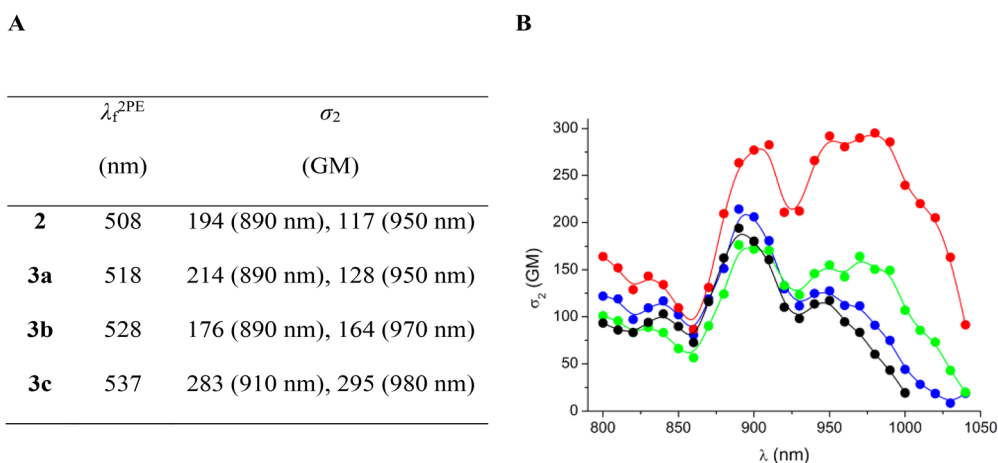 A
λf2PE σ2
(nm) (GM)
2 508 194 (890 nm), 117 (950 nm)
3a 518 214 (890 nm), 128 (950 nm)
3b 528 176 (890 nm), 164 (970 nm)
3c 537 283 (910 nm), 295 (980 nm)
B
σ2 (GM)
300
250
200
150
100
50
0
800 850 900 950 1000 1050
λ (nm)